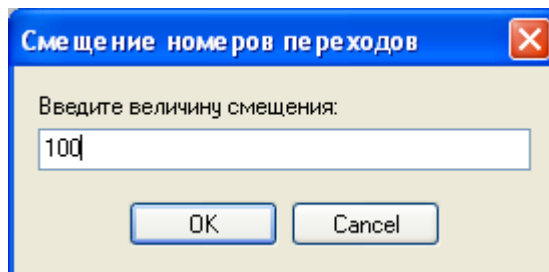 Смещение номеров переходов
Введите величину смещения:
100
OK Cancel